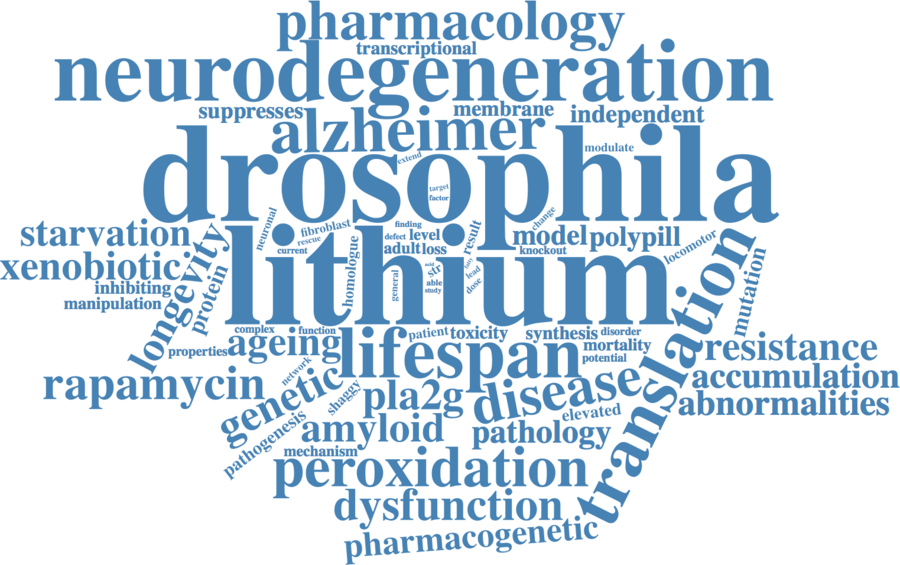 pharmacology
transcriptional
neurodegeneration
suppresses
membrane
independent
alzheimer
modulate
extend
drosophila
target
factor
starvation
longevity
neuronal
fibroblast
rescue
current
homologue
finding
defect
level
adult
loss
result
change
model
polypill
knockout
locomotor
xenobiotic
inhibiting
manipulation
protein
lithium
general
acid
str
able
study
fatty
lead
dose
translation
mutation
complex
function
patient
toxicity
synthesis
disorder
properties
ageing
lifespan
mortality
potential
resistance
rapamycin
network
genetic
shaggy
pla2g
disease
accumulation
abnormalities
elevated
pathogenesis
amyloid
pathology
mechanism
peroxidation
dysfunction
pharmacogenetic